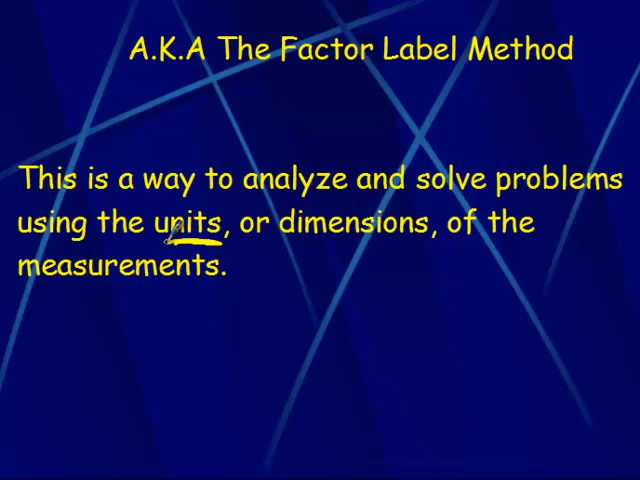 A.K.A The Factor Label Method
This is a way to analyze and solve problems
using the units, or dimensions, of the
measurements.